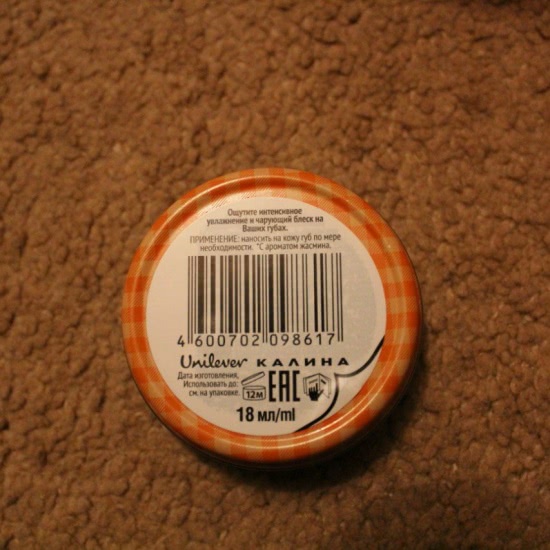 Ощутите интенсивное
увлажнение и чарующий блеск на
Ваших губах.
ПРИМЕНЕНИЕ: наносить на кожу губ по мере
необходимости. *С ароматом жасмина.
4 600702 098617
Unilever КАЛИНА
Дата изготовления,
Использовать до:
см. на упаковке.
12М EAC
18 мл/ml